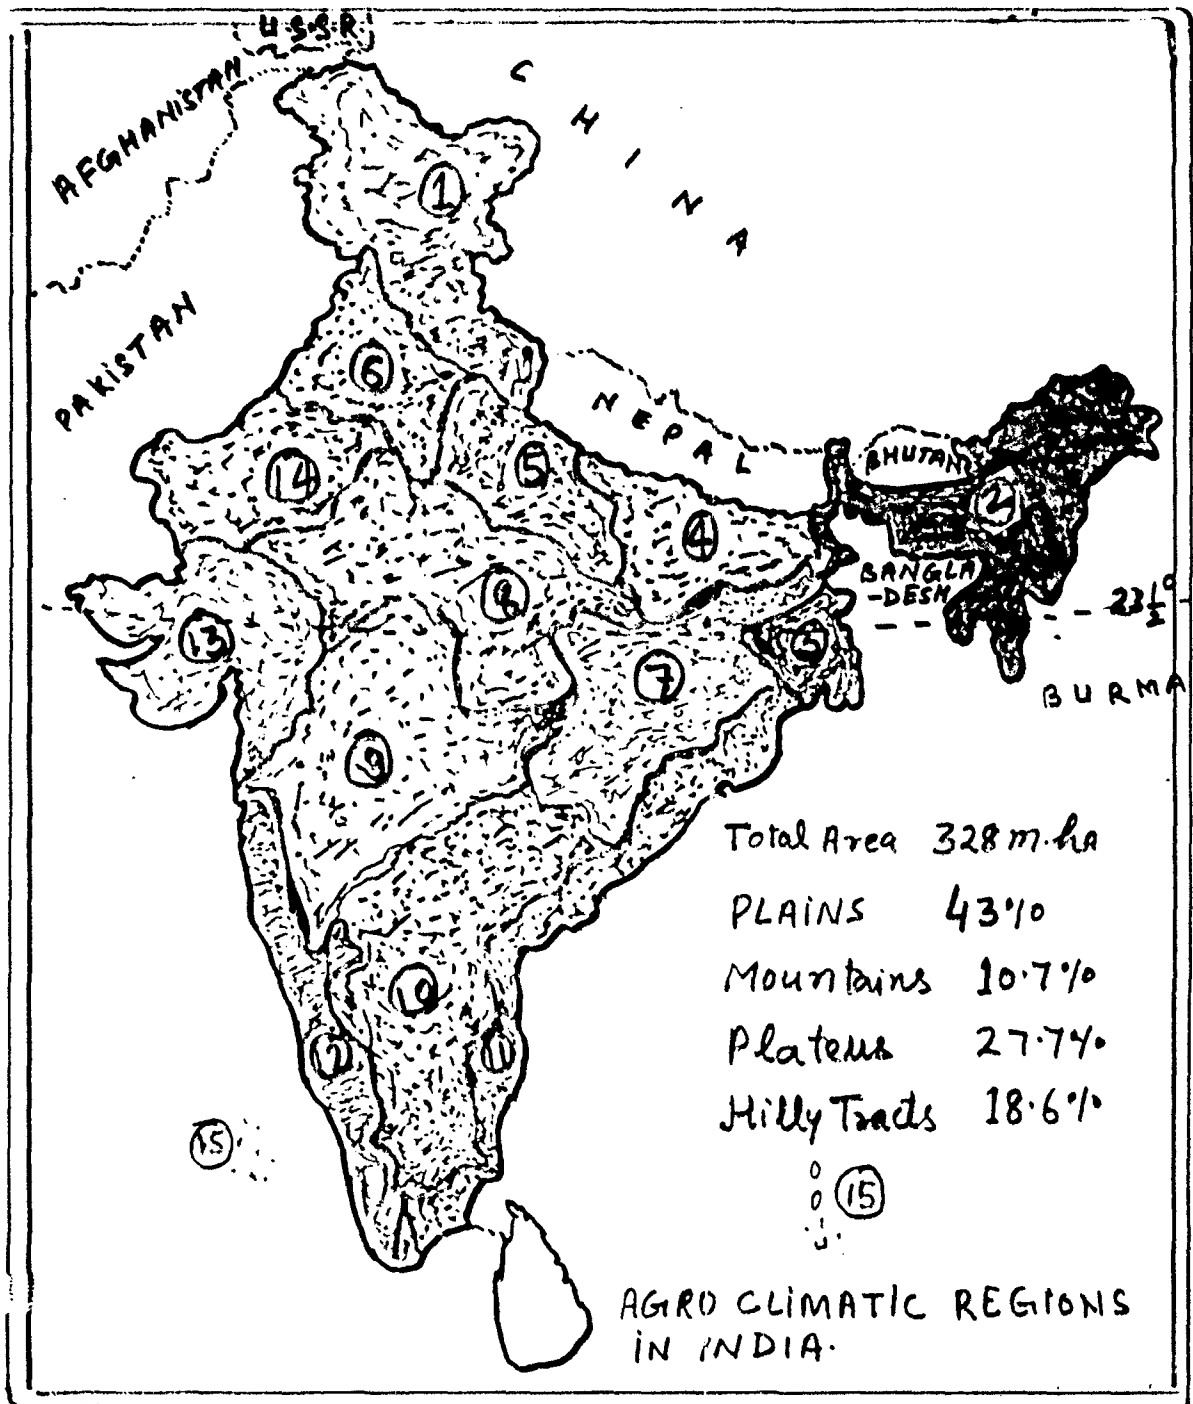 U.S.S.R.
AFGHANISTAN
CHINA
1
PAKISTAN
6
NEPAL
14
5
BHUTAN
2
4
BANGLA
-DESH
23½°
8
13
3
7
BURMA
9
Total Area 328 m.ha
PLAINS 43%
Mountains 10.7%
10
Plateus 27.7%
12
11
Hilly Tracts 18.6%
15
15
AGRO CLIMATIC REGIONS
IN INDIA.